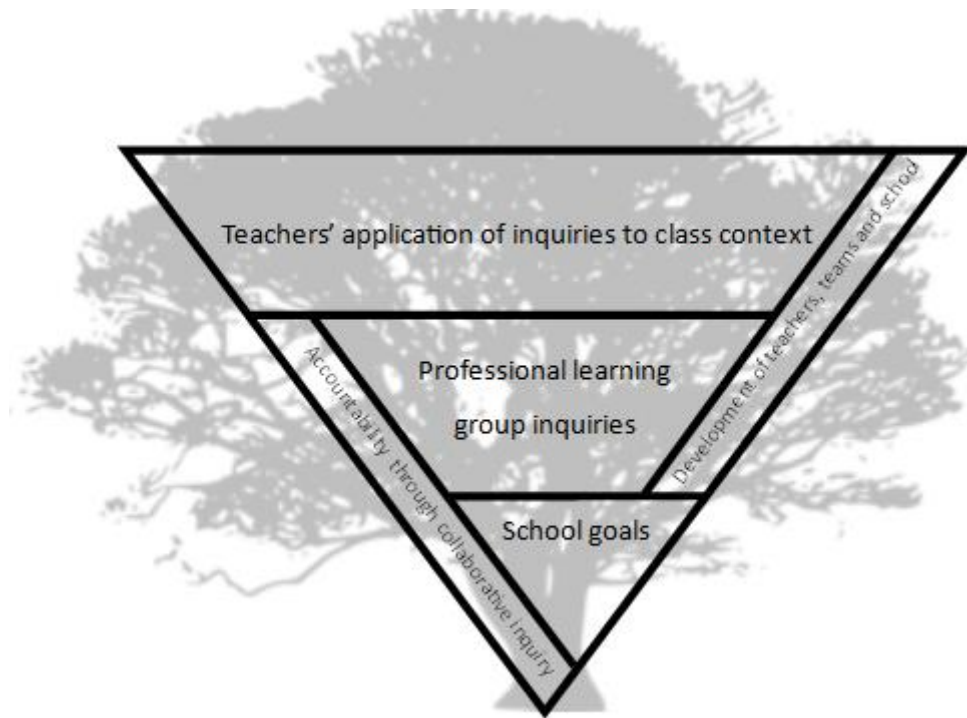 Teachers’ application of inquiries to class context
Development of teachers, teams and school
Professional learning
group inquiries
Accountability through collaborative inquiry
School goals